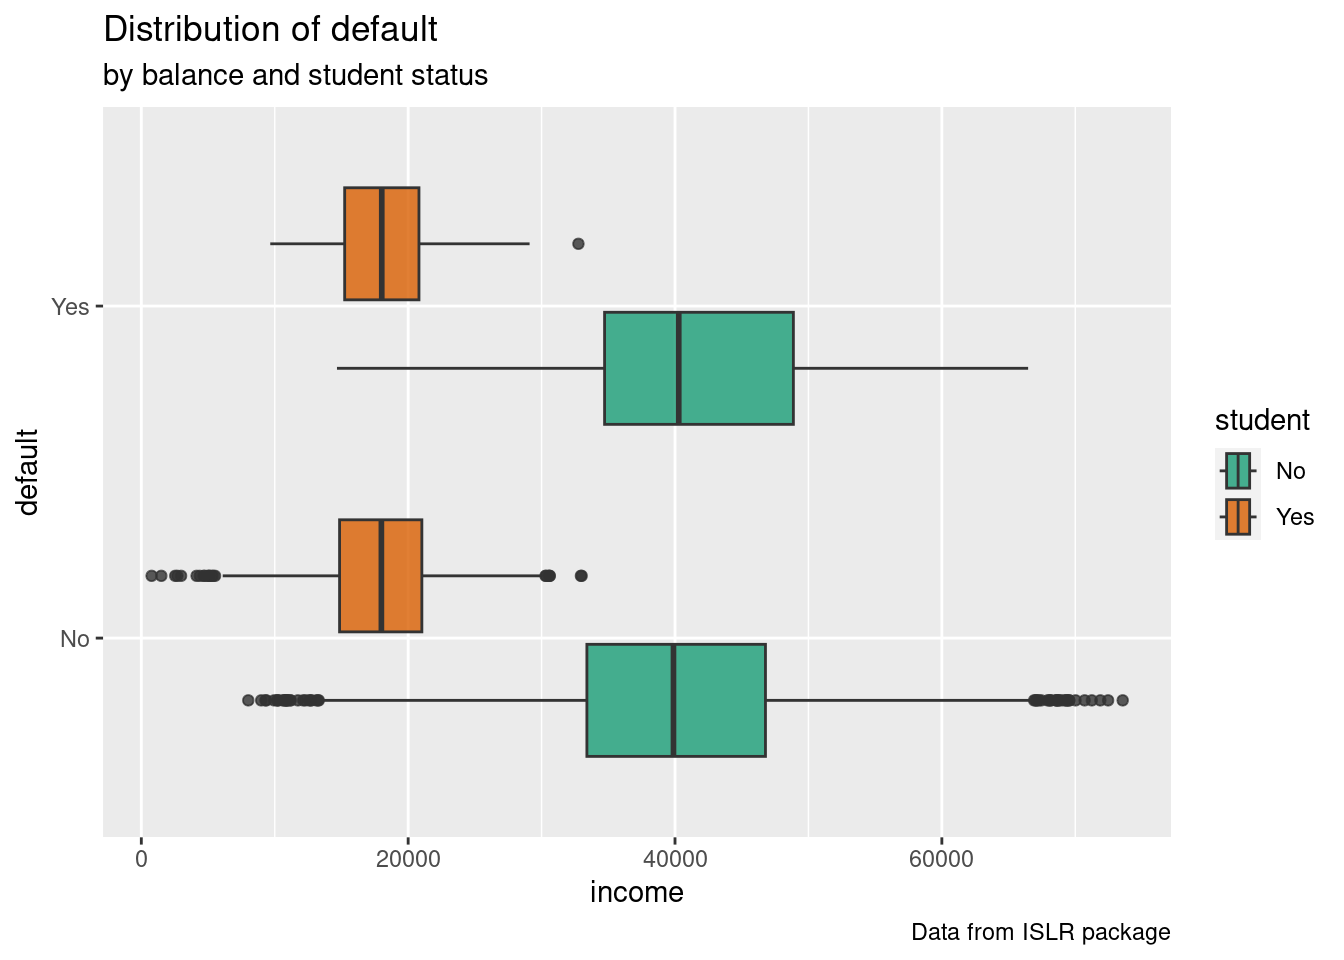 Distribution of default
by balance and student status
default
Yes
No
0 20000 40000 60000
income
student
No
Yes
Data from ISLR package